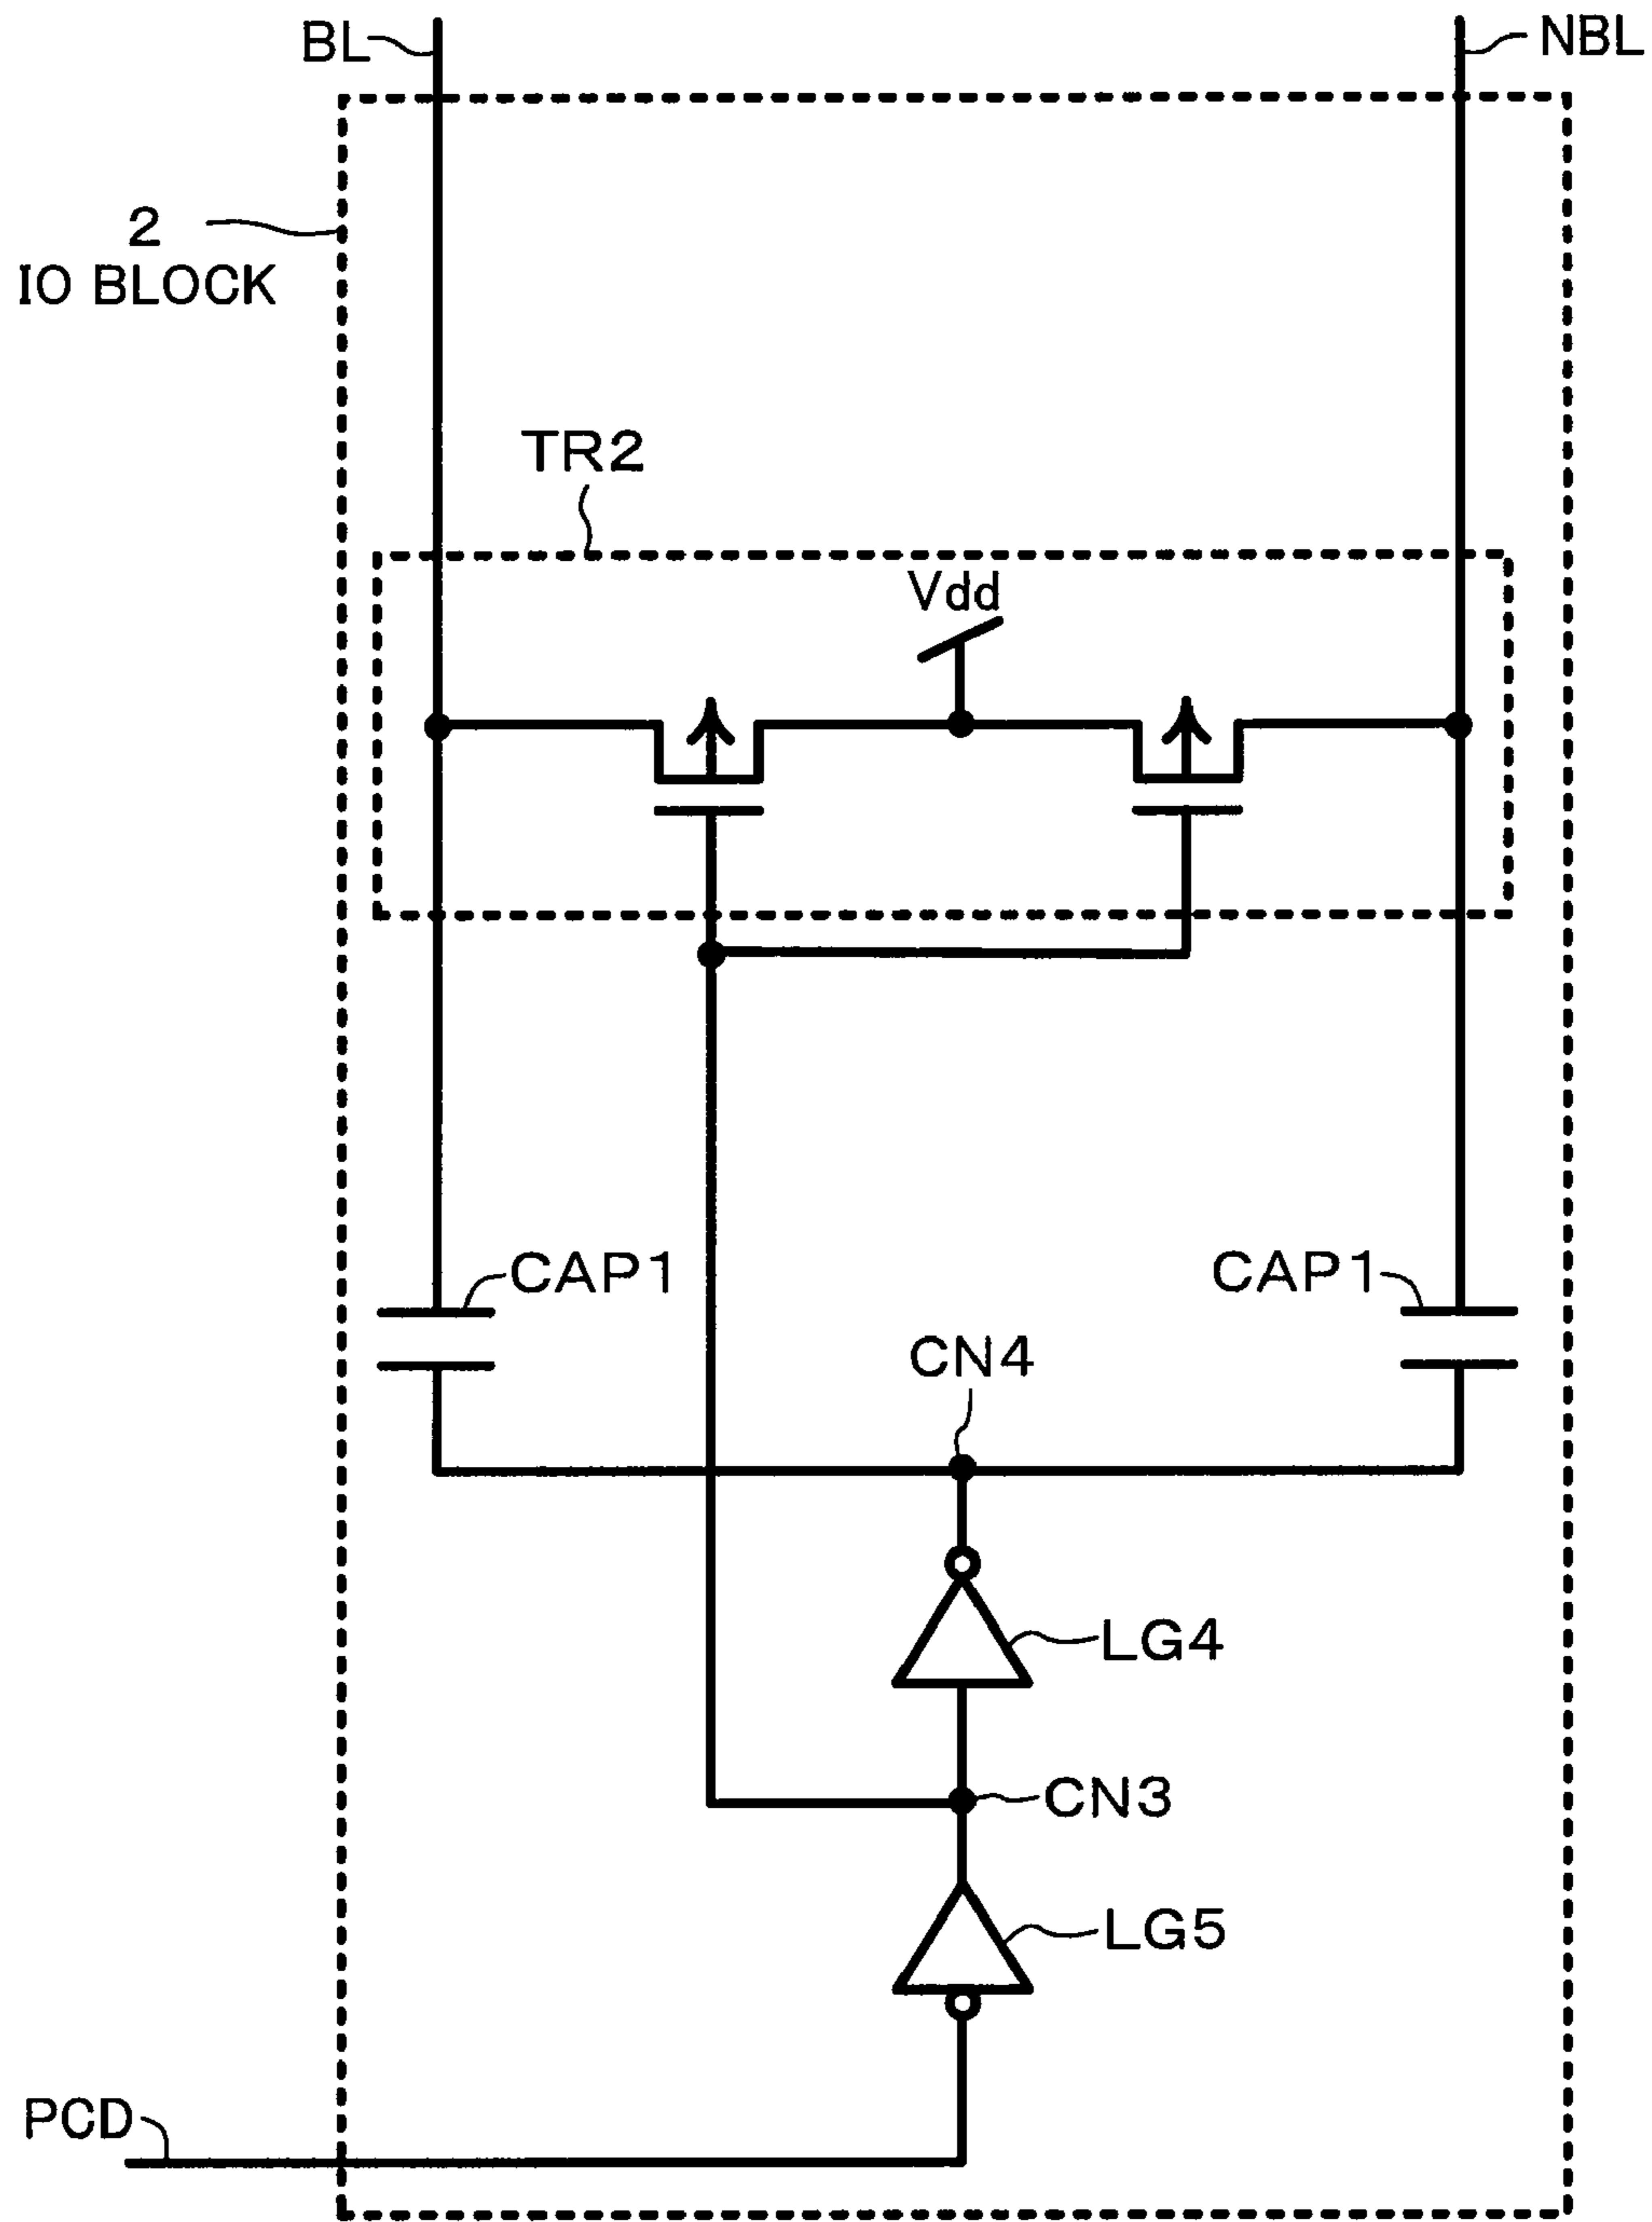 BL
NBL
2
IO BLOCK
TR2
Vdd
CAP1
CAP1
CN4
LG4
CN3
LG5
PCD